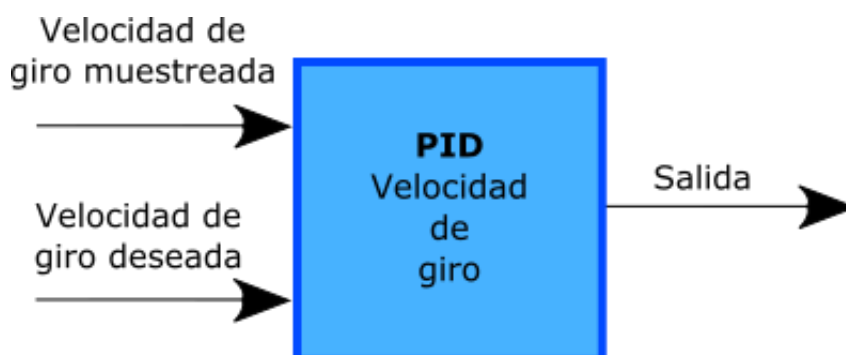 Velocidad de
giro muestreada
PID
Velocidad
de
giro
Salida
Velocidad de
giro deseada